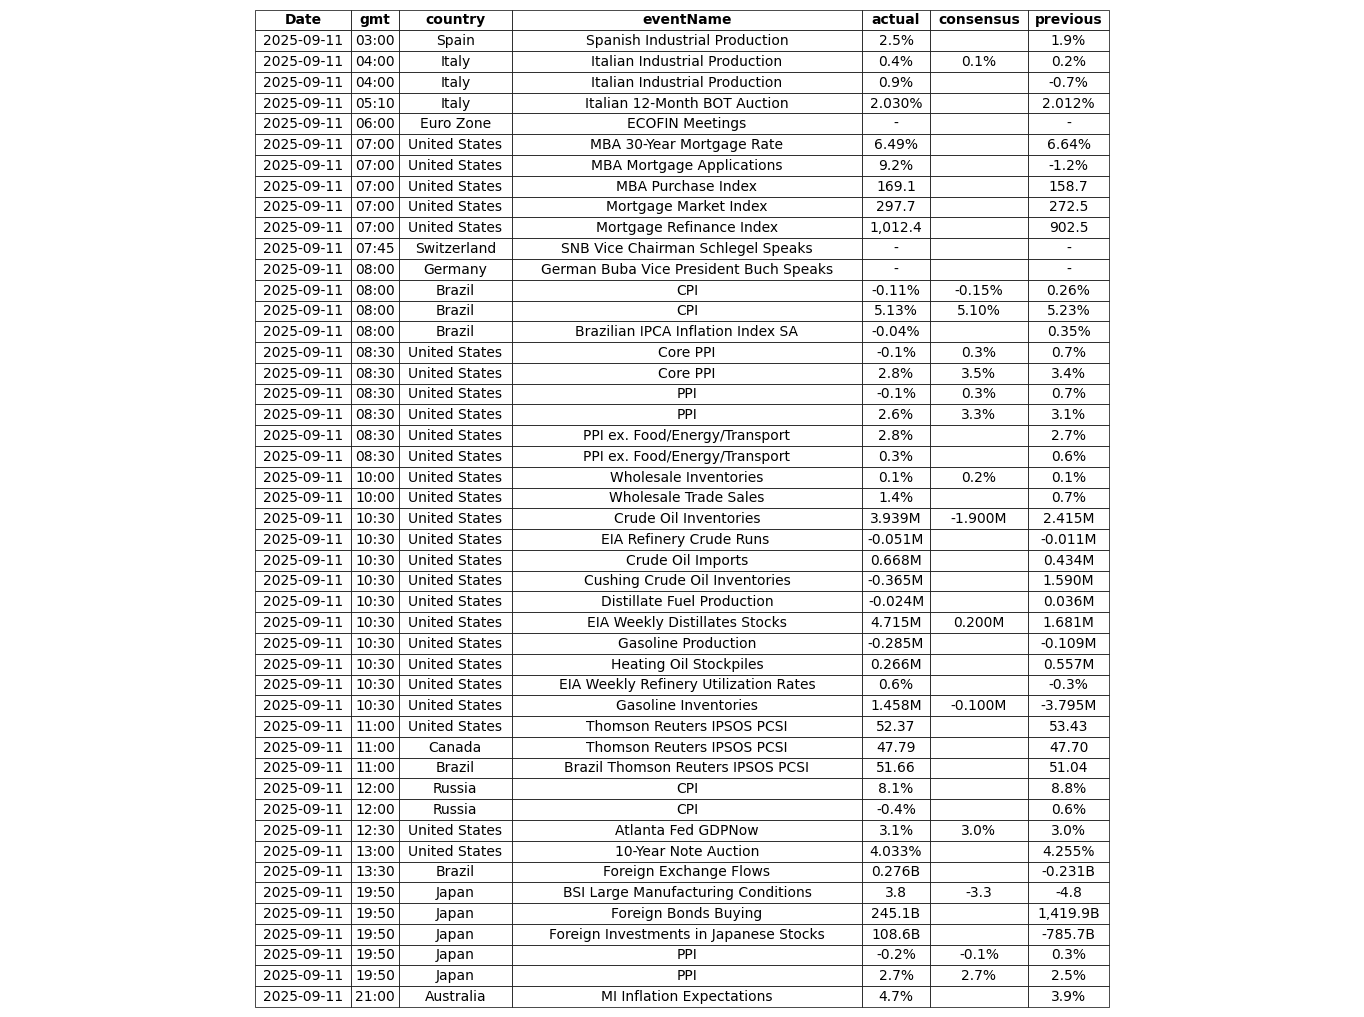 Date gmt country eventName actual consensus previous
2025-09-11 03:00 Spain Spanish Industrial Production 2.5% 1.9%
2025-09-11 04:00 Italy Italian Industrial Production 0.4% 0.1% 0.2%
2025-09-11 04:00 Italy Italian Industrial Production 0.9% -0.7%
2025-09-11 05:10 Italy Italian 12-Month BOT Auction 2.030% 2.012%
2025-09-11 06:00 Euro Zone ECOFIN Meetings - -
2025-09-11 07:00 United States MBA 30-Year Mortgage Rate 6.49% 6.64%
2025-09-11 07:00 United States MBA Mortgage Applications 9.2% -1.2%
2025-09-11 07:00 United States MBA Purchase Index 169.1 158.7
2025-09-11 07:00 United States Mortgage Market Index 297.7 272.5
2025-09-11 07:00 United States Mortgage Refinance Index 1,012.4 902.5
2025-09-11 07:45 Switzerland SNB Vice Chairman Schlegel Speaks - -
2025-09-11 08:00 Germany German Buba Vice President Buch Speaks - -
2025-09-11 08:00 Brazil CPI -0.11% -0.15% 0.26%
2025-09-11 08:00 Brazil CPI 5.13% 5.10% 5.23%
2025-09-11 08:00 Brazil Brazilian IPCA Inflation Index SA -0.04% 0.35%
2025-09-11 08:30 United States Core PPI -0.1% 0.3% 0.7%
2025-09-11 08:30 United States Core PPI 2.8% 3.5% 3.4%
2025-09-11 08:30 United States PPI -0.1% 0.3% 0.7%
2025-09-11 08:30 United States PPI 2.6% 3.3% 3.1%
2025-09-11 08:30 United States PPI ex. Food/Energy/Transport 2.8% 2.7%
2025-09-11 08:30 United States PPI ex. Food/Energy/Transport 0.3% 0.6%
2025-09-11 10:00 United States Wholesale Inventories 0.1% 0.2% 0.1%
2025-09-11 10:00 United States Wholesale Trade Sales 1.4% 0.7%
2025-09-11 10:30 United States Crude Oil Inventories 3.939M -1.900M 2.415M
2025-09-11 10:30 United States EIA Refinery Crude Runs -0.051M -0.011M
2025-09-11 10:30 United States Crude Oil Imports 0.668M 0.434M
2025-09-11 10:30 United States Cushing Crude Oil Inventories -0.365M 1.590M
2025-09-11 10:30 United States Distillate Fuel Production -0.024M 0.036M
2025-09-11 10:30 United States EIA Weekly Distillates Stocks 4.715M 0.200M 1.681M
2025-09-11 10:30 United States Gasoline Production -0.285M -0.109M
2025-09-11 10:30 United States Heating Oil Stockpiles 0.266M 0.557M
2025-09-11 10:30 United States EIA Weekly Refinery Utilization Rates 0.6% -0.3%
2025-09-11 10:30 United States Gasoline Inventories 1.458M -0.100M -3.795M
2025-09-11 11:00 United States Thomson Reuters IPSOS PCSI 52.37 53.43
2025-09-11 11:00 Canada Thomson Reuters IPSOS PCSI 47.79 47.70
2025-09-11 11:00 Brazil Brazil Thomson Reuters IPSOS PCSI 51.66 51.04
2025-09-11 12:00 Russia CPI 8.1% 8.8%
2025-09-11 12:00 Russia CPI -0.4% 0.6%
2025-09-11 12:30 United States Atlanta Fed GDPNow 3.1% 3.0% 3.0%
2025-09-11 13:00 United States 10-Year Note Auction 4.033% 4.255%
2025-09-11 13:30 Brazil Foreign Exchange Flows 0.276B -0.231B
2025-09-11 19:50 Japan BSI Large Manufacturing Conditions 3.8 -3.3 -4.8
2025-09-11 19:50 Japan Foreign Bonds Buying 245.1B 1,419.9B
2025-09-11 19:50 Japan Foreign Investments in Japanese Stocks 108.6B -785.7B
2025-09-11 19:50 Japan PPI -0.2% -0.1% 0.3%
2025-09-11 19:50 Japan PPI 2.7% 2.7% 2.5%
2025-09-11 21:00 Australia MI Inflation Expectations 4.7% 3.9%